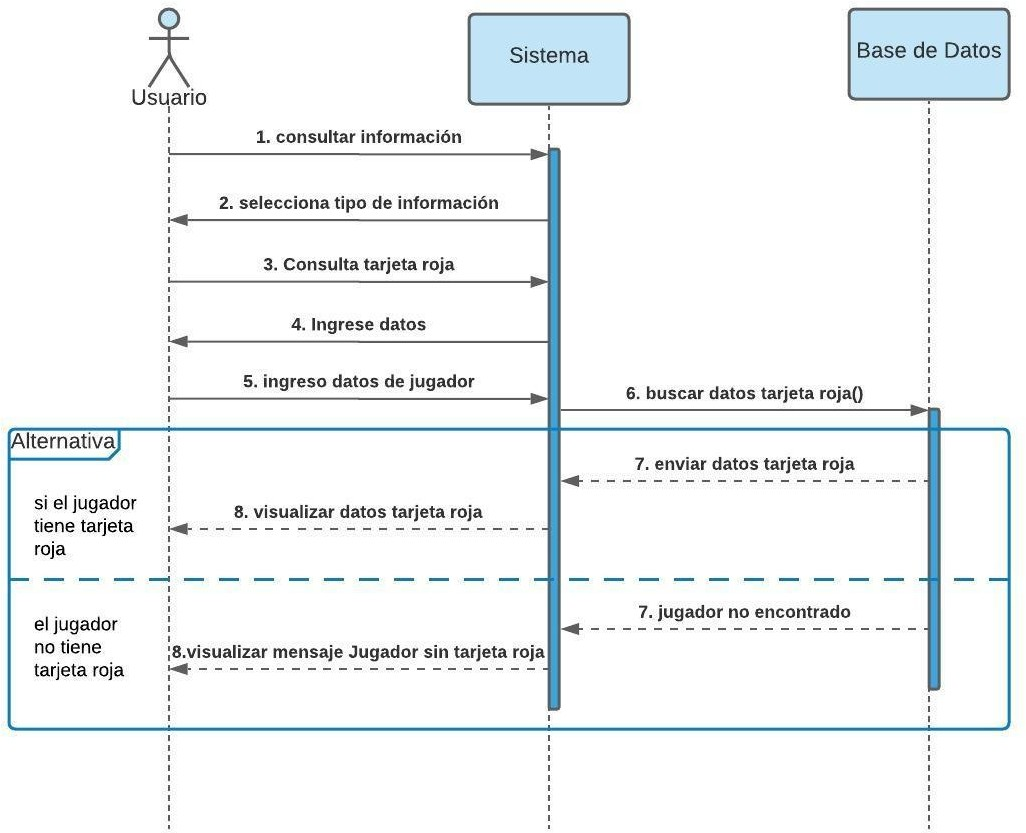 Usuario
Sistema
Base de Datos
1. consultar información
2. selecciona tipo de información
3. Consulta tarjeta roja
4. Ingrese datos
5. ingreso datos de jugador
6. buscar datos tarjeta roja()
Alternativa
7. enviar datos tarjeta roja
si el jugador
tiene tarjeta
roja
8. visualizar datos tarjeta roja
7. jugador no encontrado
el jugador
no tiene
tarjeta roja
8.visualizar mensaje Jugador sin tarjeta roja